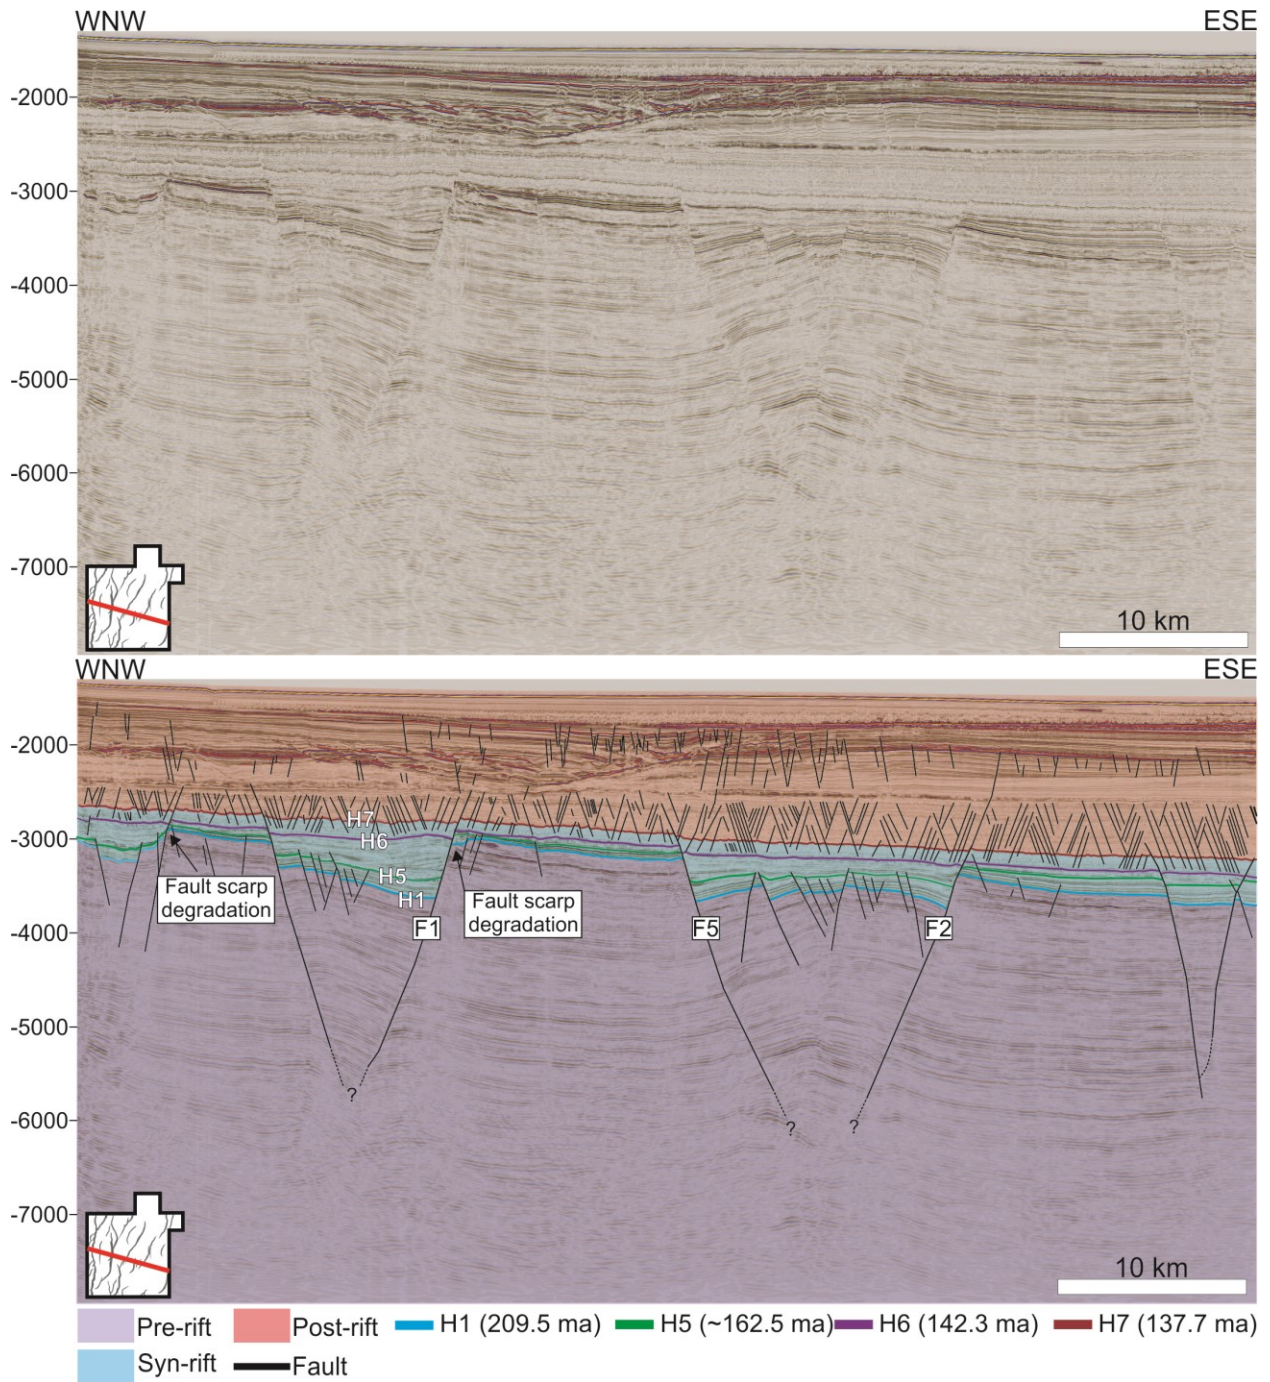 WNW ESE
-2000
-3000
-4000
-5000
-6000
-7000
10 km
WNW ESE
-2000
H7
-3000
H6
H5
Fault scarp
degradation
H1
Fault scarp
degradation
-4000
F1
F5
F2
-5000
?
-6000
? ?
-7000
10 km
Pre-rift Post-rift H1 (209.5 ma) H5 (~162.5 ma) H6 (142.3 ma) H7 (137.7 ma)
Syn-rift Fault